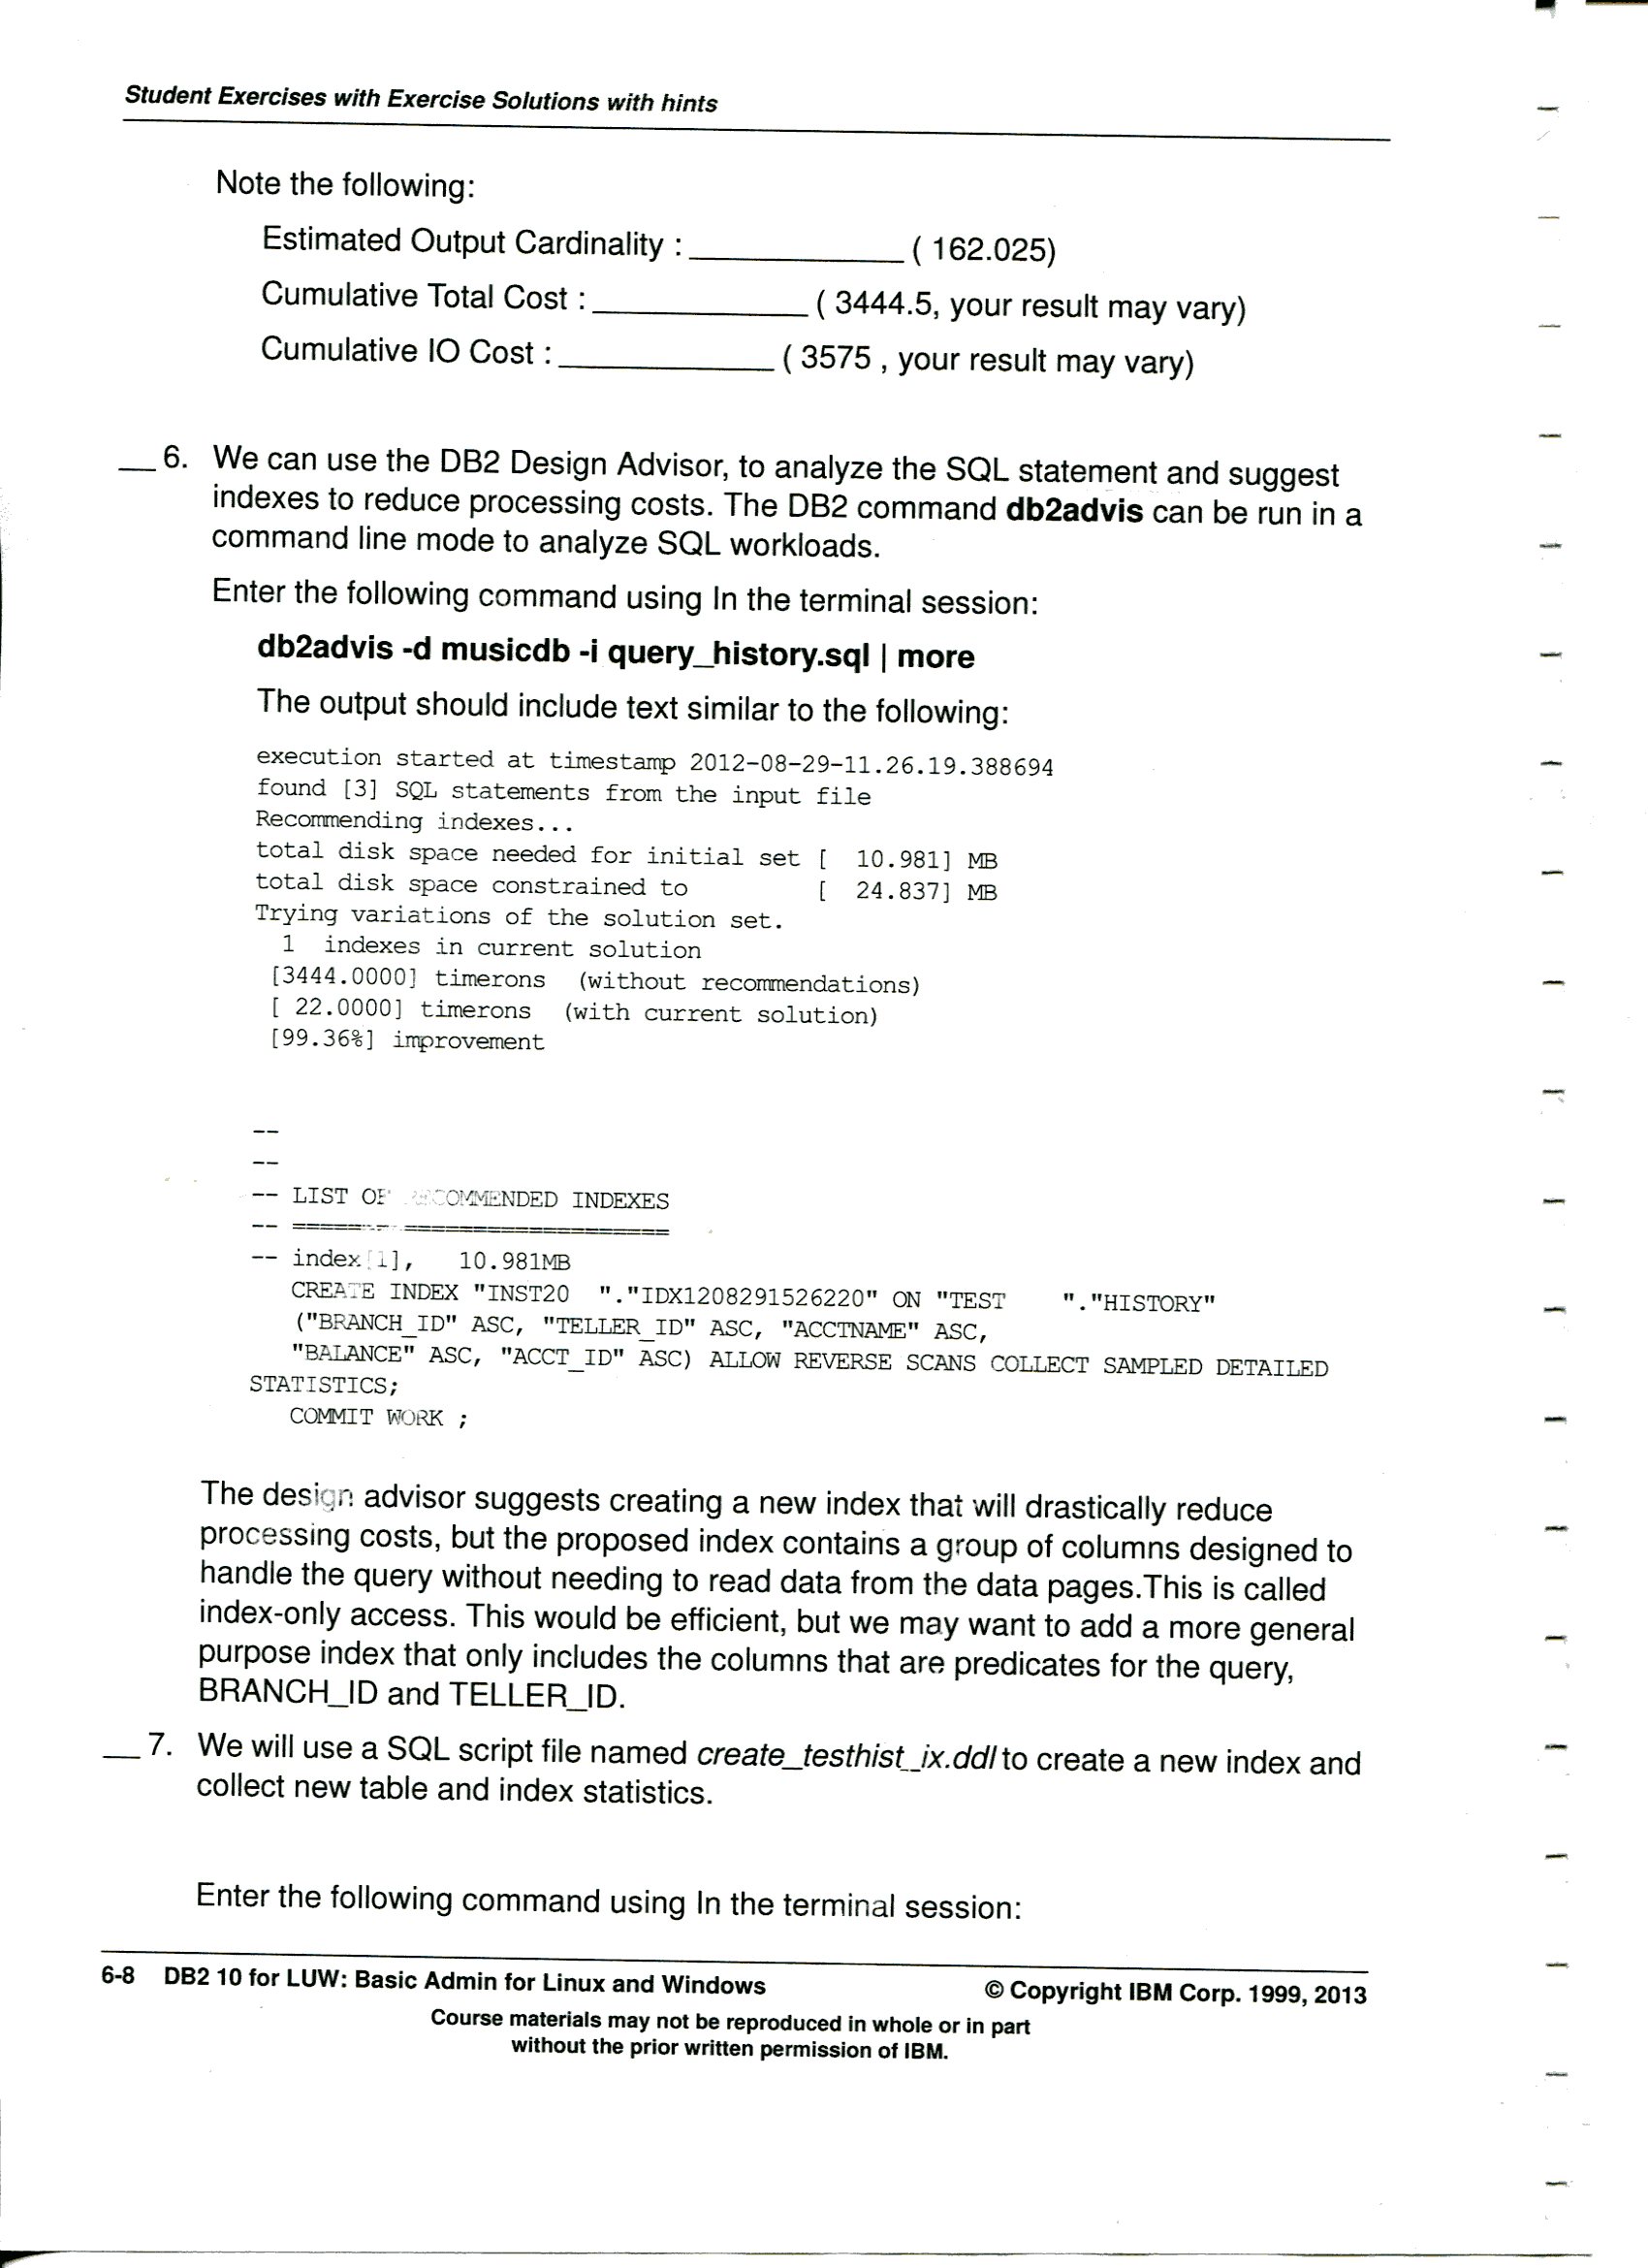 Student Exercises with Exercise Solutions with hints
Note the following:
Estimated Output Cardinality : _____________ ( 162.025)
Cumulative Total Cost : _____________ ( 3444.5, your result may vary)
Cumulative IO Cost : _____________ ( 3575 , your result may vary)
__ 6. We can use the DB2 Design Advisor, to analyze the SQL statement and suggest
indexes to reduce processing costs. The DB2 command db2advis can be run in a
command line mode to analyze SQL workloads.
Enter the following command using In the terminal session:
db2advis -d musicdb -i query_history.sql | more
The output should include text similar to the following:
execution started at timestamp 2012-08-29-11.26.19.388694
found [3] SQL statements from the input file
Recommending indexes...
total disk space needed for initial set [  10.981] MB
total disk space constrained to         [  24.837] MB
Trying variations of the solution set.
1  indexes in current solution
[3444.0000] timerons  (without recommendations)
[ 22.0000] timerons  (with current solution)
[99.36%] improvement
--
--
-- LIST OF RECOMMENDED INDEXES
-- ===========================
-- index[1],   10.981MB
CREATE INDEX "INST20  "."IDX1208291526220" ON "TEST    "."HISTORY"
("BRANCH_ID" ASC, "TELLER_ID" ASC, "ACCTNAME" ASC,
"BALANCE" ASC, "ACCT_ID" ASC) ALLOW REVERSE SCANS COLLECT SAMPLED DETAILED
STATISTICS;
COMMIT WORK ;
The design advisor suggests creating a new index that will drastically reduce
processing costs, but the proposed index contains a group of columns designed to
handle the query without needing to read data from the data pages.This is called
index-only access. This would be efficient, but we may want to add a more general
purpose index that only includes the columns that are predicates for the query,
BRANCH_ID and TELLER_ID.
__ 7. We will use a SQL script file named create_testhist_ix.ddl to create a new index and
collect new table and index statistics.
Enter the following command using In the terminal session:
6-8 DB2 10 for LUW: Basic Admin for Linux and Windows © Copyright IBM Corp. 1999, 2013
Course materials may not be reproduced in whole or in part
without the prior written permission of IBM.